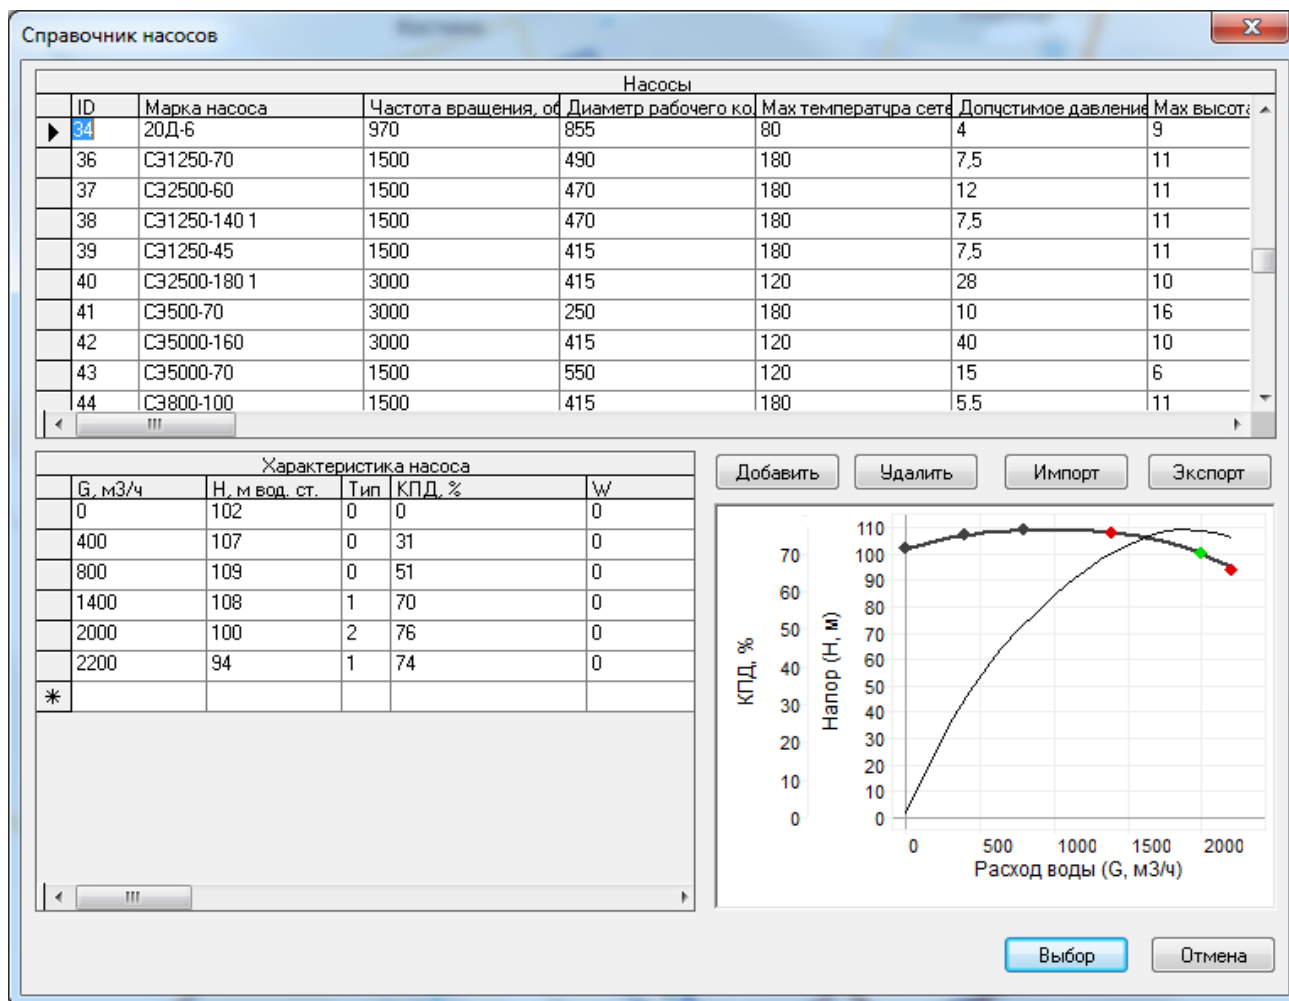 Справочник насосов
Насосы
ID Марка насоса Частота вращения, об Диаметр рабочего ко. Max температура сете Допустимое давление Max высота
34 20Д-6 970 855 80 4 9
36 СЭ1250-70 1500 490 180 7,5 11
37 СЭ2500-60 1500 470 180 12 11
38 СЭ1250-140 1 1500 470 180 7,5 11
39 СЭ1250-45 1500 415 180 7,5 11
40 СЭ2500-180 1 3000 415 120 28 10
41 СЭ500-70 3000 250 180 10 16
42 СЭ5000-160 3000 415 120 40 10
43 СЭ5000-70 1500 550 120 15 6
44 СЭ800-100 1500 415 180 5.5 11
Характеристика насоса
G, м3/ч H, м вод. ст. Тип КПД, % W
0 102 0 0 0
400 107 0 31 0
800 109 0 51 0
1400 108 1 70 0
2000 100 2 76 0
2200 94 1 74 0
Добавить Удалить Импорт Экспорт
КПД, %
70
60
50
40
30
20
10
0
Напор (Н, м)
110
100
90
80
70
60
50
40
30
20
10
0
0 500 1000 1500 2000
Расход воды (G, м3/ч)
Выбор Отмена